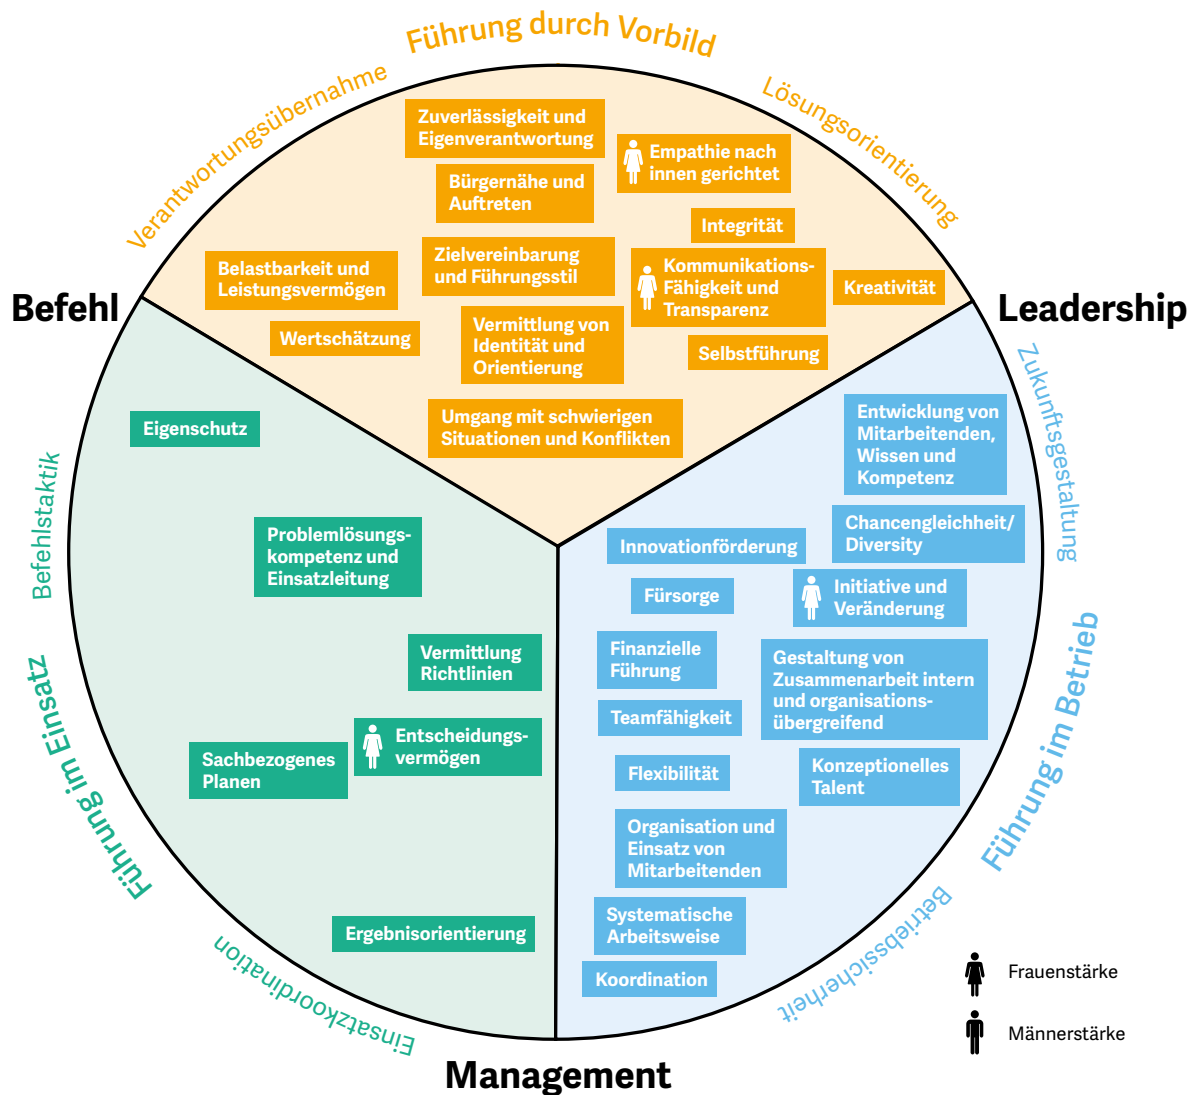 Führung durch Vorbild
Verantwortungsübernahme
Lösungsorientierung
Zuverlässigkeit und
Eigenverantwortung
Empathie nach
innen gerichtet
Bürgernähe und
Auftreten
Integrität
Zielvereinbarung
und Führungsstil
Belastbarkeit und
Leistungsvermögen
Kommunikations-
Fähigkeit und
Transparenz
Kreativität
Wertschätzung
Vermittlung von
Identität und
Orientierung
Selbstführung
Umgang mit schwierigen
Situationen und Konflikten
Befehl
Leadership
Management
Befehlstaktik
Führung im Einsatz
Einsatzkoordination
Eigenschutz
Problemlösungs-
kompetenz und
Einsatzleitung
Vermittlung
Richtlinien
Entscheidungs-
vermögen
Sachbezogenes
Planen
Ergebnisorientierung
Zukunftsgestaltung
Führung im Betrieb
Betriebssicherheit
Entwicklung von
Mitarbeitenden,
Wissen und
Kompetenz
Chancengleichheit/
Diversity
Innovationförderung
Initiative und
Veränderung
Fürsorge
Finanzielle
Führung
Gestaltung von
Zusammenarbeit intern
und organisations-
übergreifend
Teamfähigkeit
Flexibilität
Konzeptionelles
Talent
Organisation und
Einsatz von
Mitarbeitenden
Systematische
Arbeitsweise
Koordination
Frauenstärke
Männerstärke